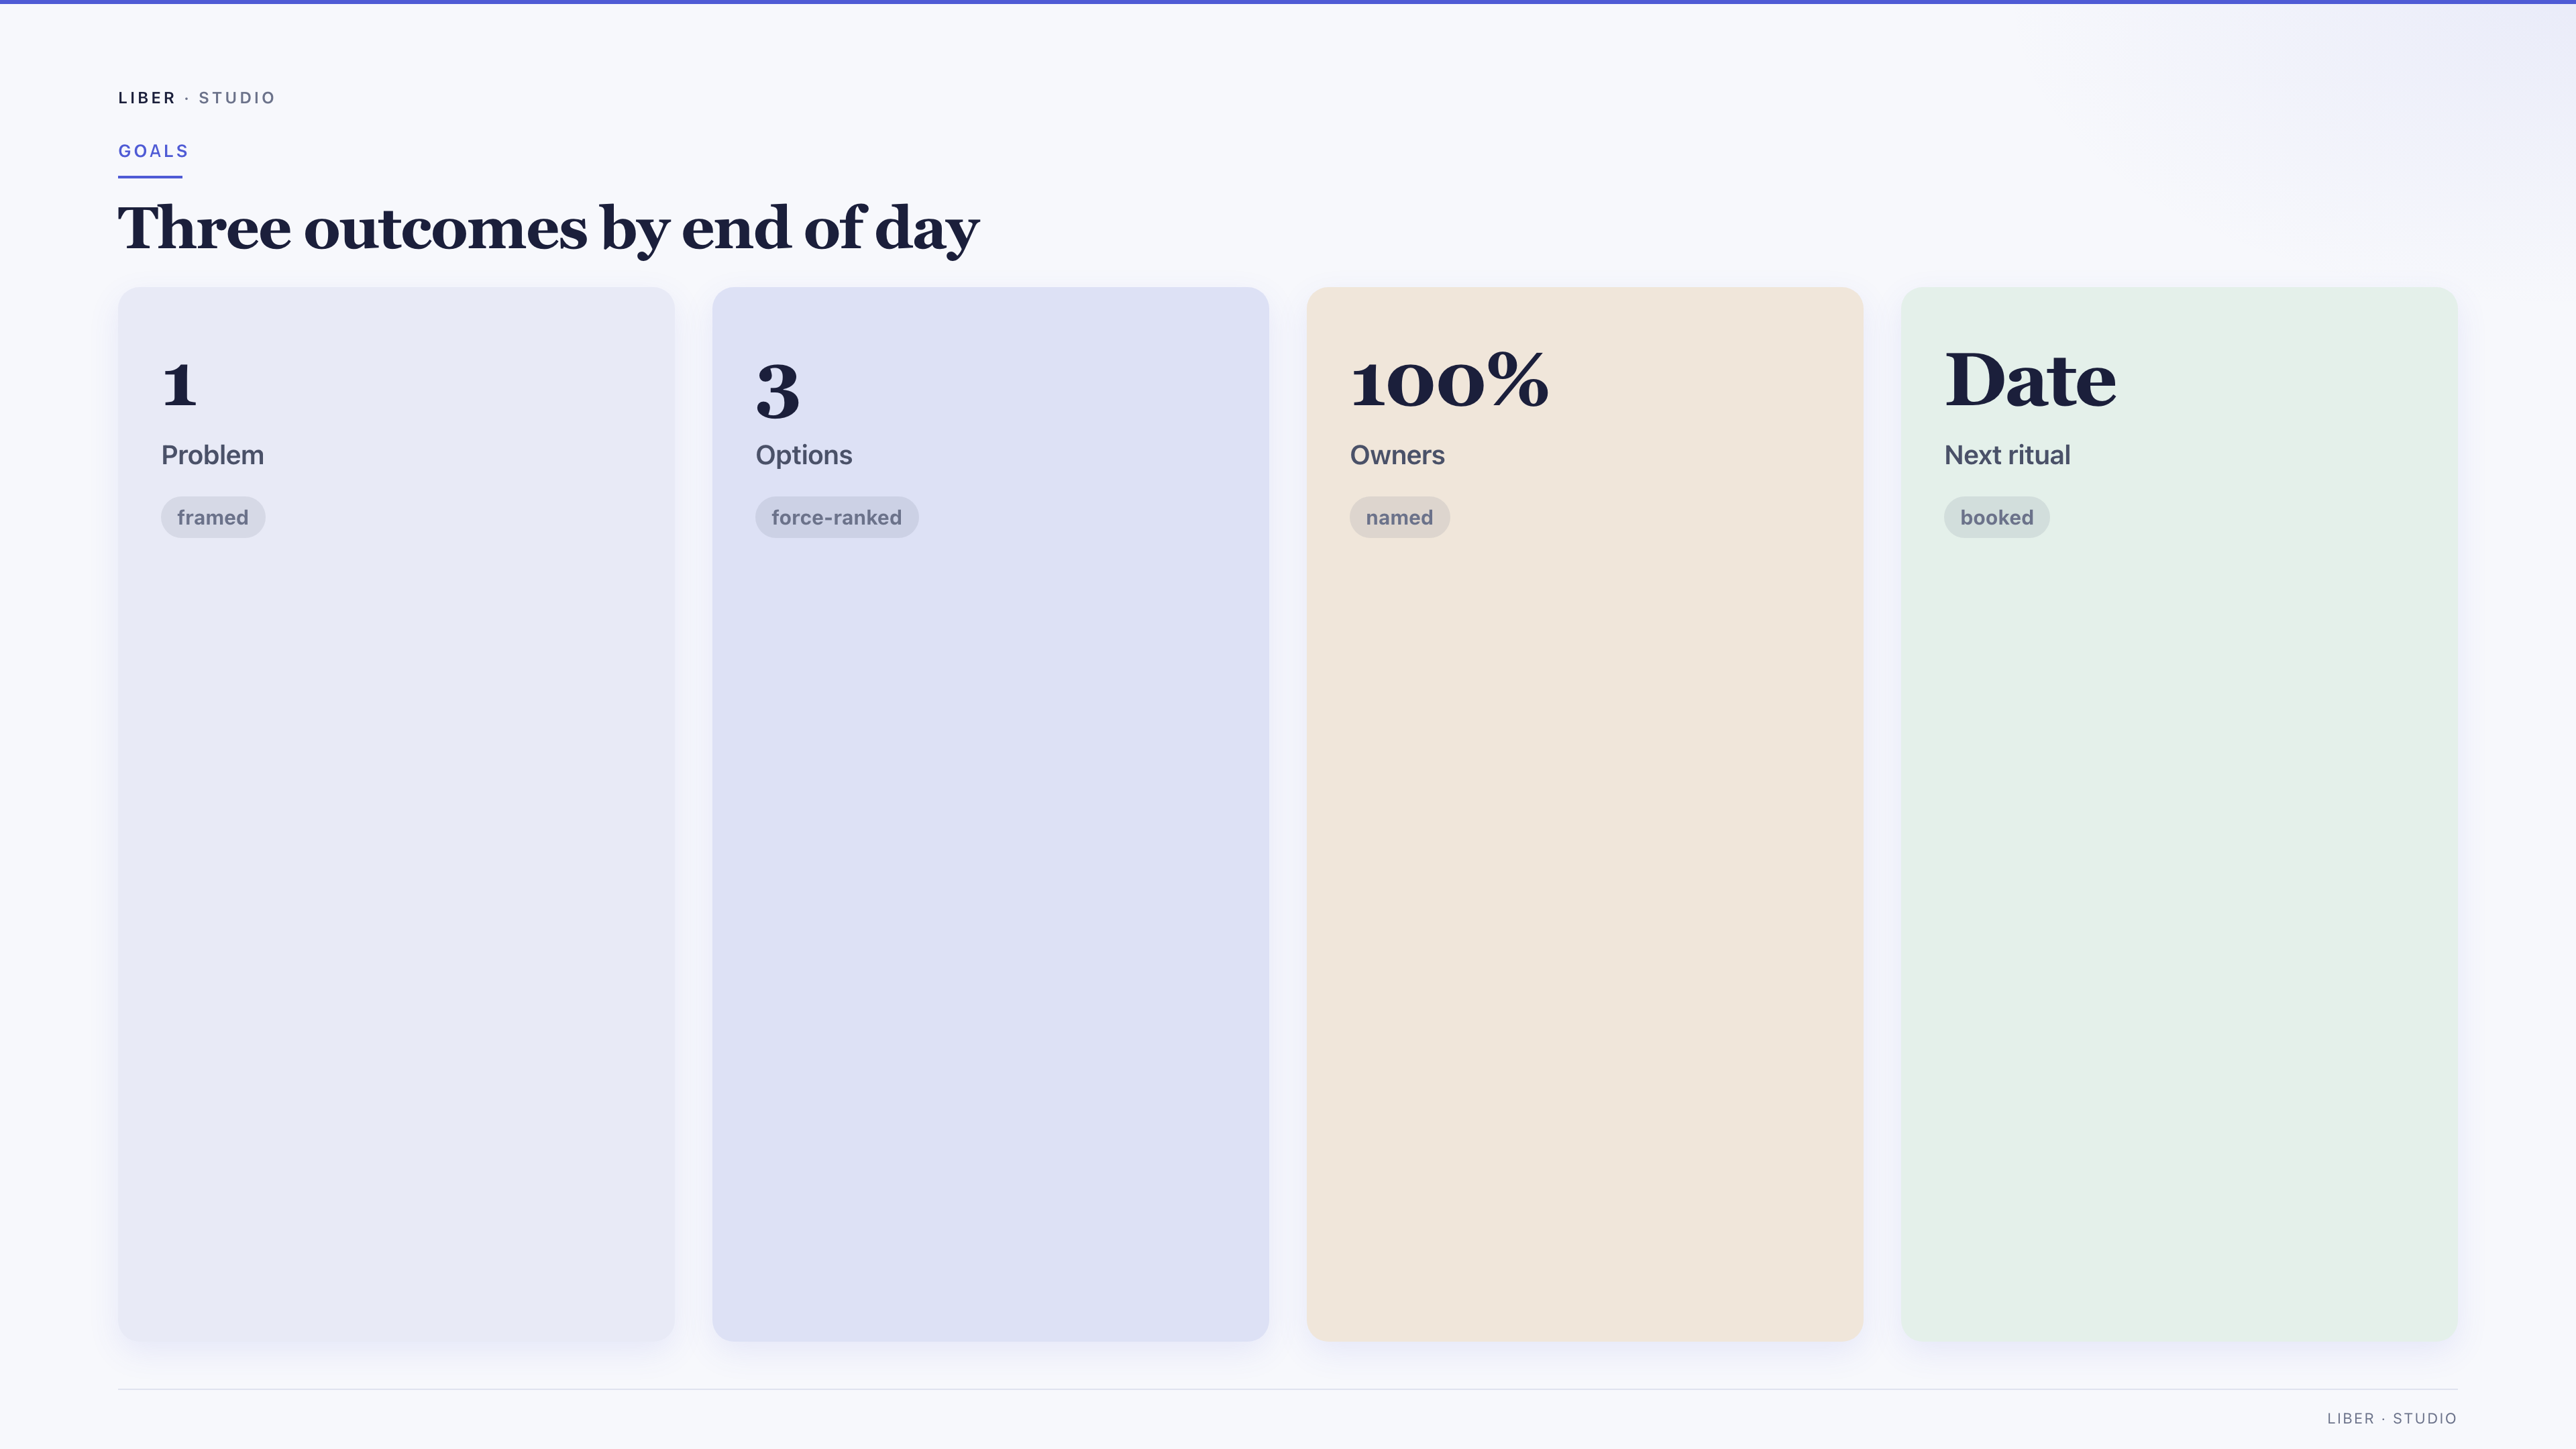 LIBER · STUDIO
GOALS
Three outcomes by end of day
1
Problem
framed
3
Options
force-ranked
100%
Owners
named
Date
Next ritual
booked
LIBER · STUDIO